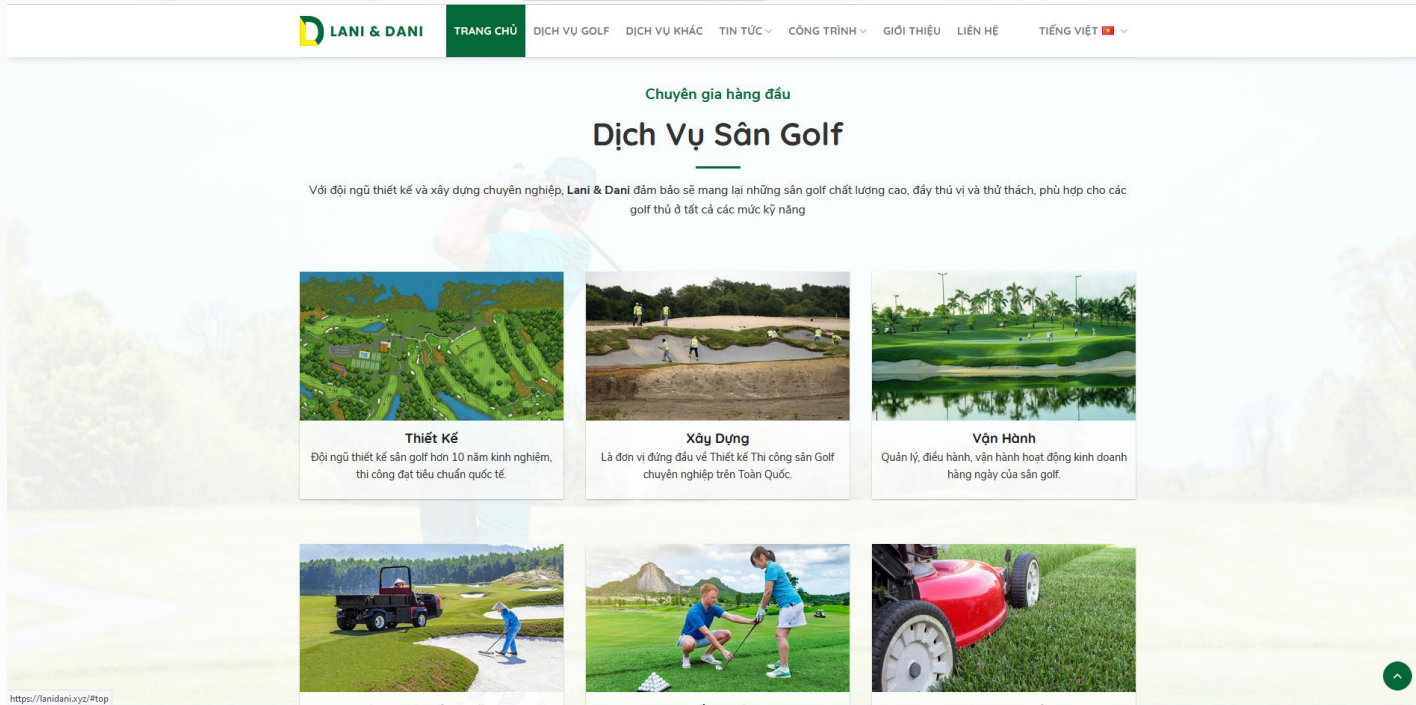 LANI & DANI
TRANG CHỦ
DỊCH VỤ GOLF
DỊCH VỤ KHÁC
TIN TỨC
CÔNG TRÌNH
GIỚI THIỆU
LIÊN HỆ
TIẾNG VIỆT
Chuyên gia hàng đầu
Dịch Vụ Sân Golf
Với đội ngũ thiết kế và xây dựng chuyên nghiệp, Lani & Dani đảm bảo sẽ mang lại những sân golf chất lượng cao, đầy thú vị và thử thách, phù hợp cho các
golf thủ ở tất cả các mức kỹ năng
Thiết Kế
Đội ngũ thiết kế sân golf hơn 10 năm kinh nghiệm,
thi công đạt tiêu chuẩn quốc tế.
Xây Dựng
Là đơn vị đứng đầu về Thiết kế Thi công sân Golf
chuyên nghiệp trên Toàn Quốc.
Vận Hành
Quản lý, điều hành, vận hành hoạt động kinh doanh
hàng ngày của sân golf.
https://lanidani.xyz/#top